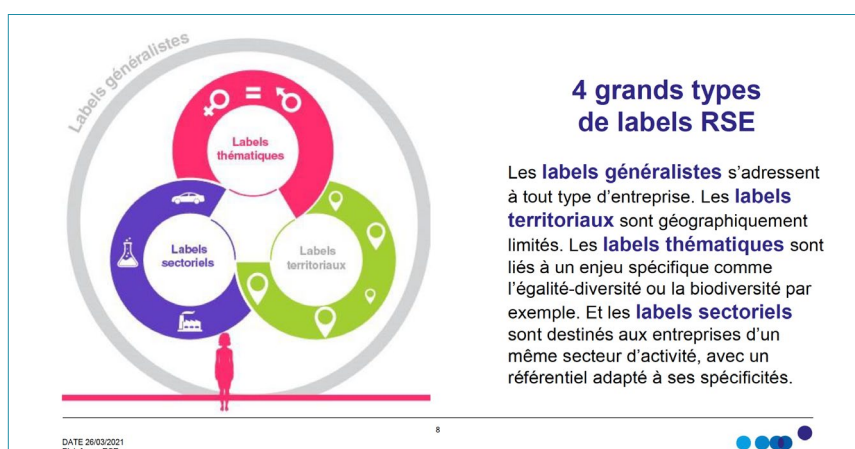 Labels généralistes
Labels
thématiques
Labels
sectoriels
Labels
territoriaux
4 grands types
de labels RSE
Les labels généralistes s’adressent
à tout type d’entreprise. Les labels
territoriaux sont géographiquement
limités. Les labels thématiques sont
liés à un enjeu spécifique comme
l’égalité-diversité ou la biodiversité par
exemple. Et les labels sectoriels
sont destinés aux entreprises d’un
même secteur d’activité, avec un
référentiel adapté à ses spécificités.
8
DATE 26/03/2021